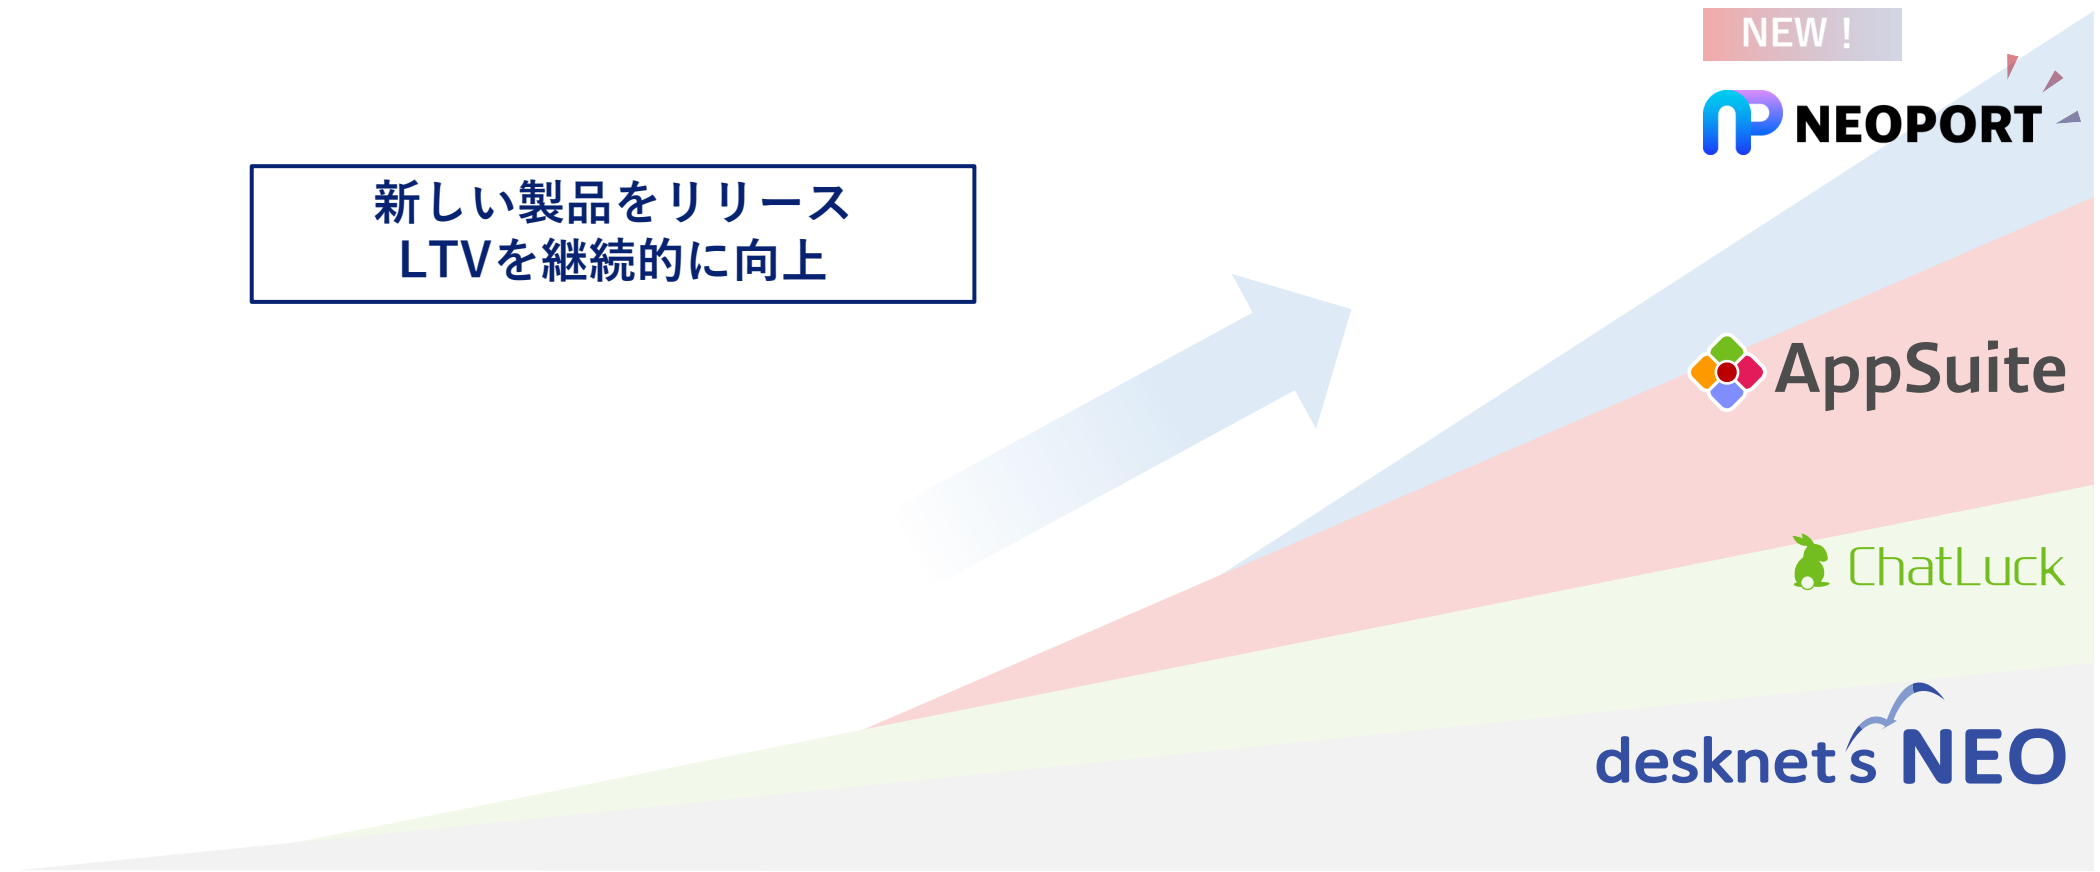 NEW！
NEOPORT
新しい製品をリリース
LTVを継続的に向上
AppSuite
ChatLuck
desknet's NEO